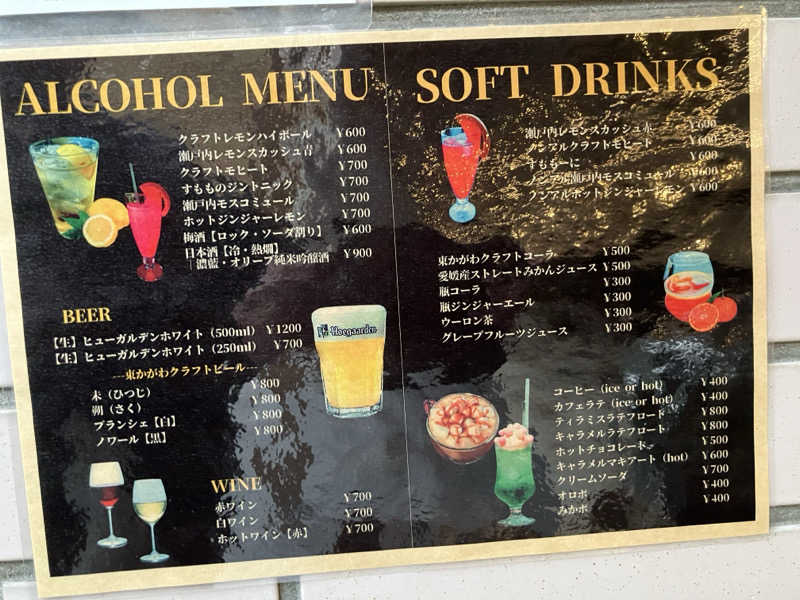 ALCOHOL MENU
クラフトレモンハイボール ￥600
瀬戸内レモンスカッシュ青 ￥600
クラフトモヒート ￥700
すもものジントニック ￥700
瀬戸内モスコミュール ￥700
ホットジンジャーレモン ￥700
梅酒【ロック・ソーダ割り】 ￥600
日本酒【冷・熱燗】
｜濃藍・オリーブ純米吟醸酒 ￥900
BEER
【生】ヒューガルデンホワイト（500ml） ￥1200
【生】ヒューガルデンホワイト（250ml） ￥700
---東かがわクラフトビール---
未（ひつじ） ￥800
朔（さく） ￥800
ブランシェ【白】 ￥800
ノワール【黒】 ￥800
Hoegaarden
WINE
赤ワイン ￥700
白ワイン ￥700
ホットワイン【赤】 ￥700
SOFT DRINKS
瀬戸内レモンスカッシュ赤 ￥600
ノンアルクラフトモヒート ￥600
すももーに ￥600
ノンアル瀬戸内モスコミュール ￥600
ノンアルホットジンジャーレモン ￥600
東かがわクラフトコーラ ￥500
愛媛産ストレートみかんジュース ￥500
瓶コーラ ￥300
瓶ジンジャーエール ￥300
ウーロン茶 ￥300
グレープフルーツジュース ￥300
コーヒー（ice or hot） ￥400
カフェラテ（ice or hot） ￥400
ティラミスラテフロート ￥800
キャラメルラテフロート ￥800
ホットチョコレート ￥500
キャラメルマキアート（hot） ￥600
クリームソーダ ￥700
オロポ ￥400
みかポ ￥400